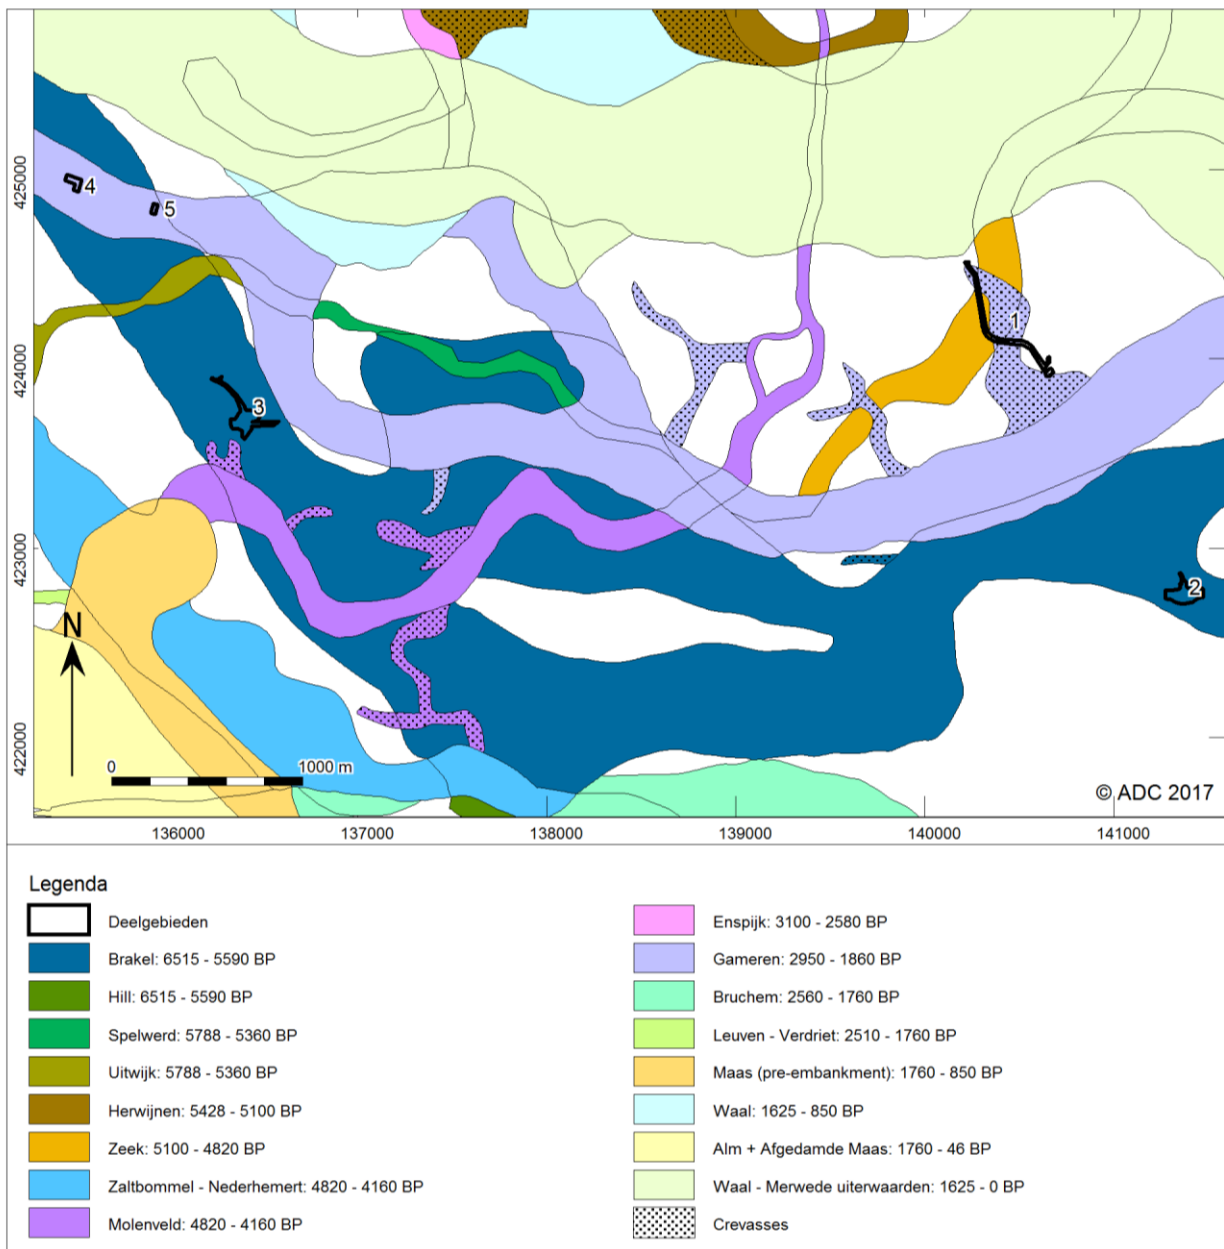 425000
424000
423000
422000
4
5
1
3
2
N
0
1000 m
© ADC 2017
136000
137000
138000
139000
140000
141000
Legenda
Deelgebieden
Brakel: 6515 - 5590 BP
Hill: 6515 - 5590 BP
Spelwerd: 5788 - 5360 BP
Uitwijk: 5788 - 5360 BP
Herwijnen: 5428 - 5100 BP
Zeek: 5100 - 4820 BP
Zaltbommel - Nederhemert: 4820 - 4160 BP
Molenveld: 4820 - 4160 BP
Enspijk: 3100 - 2580 BP
Gameren: 2950 - 1860 BP
Bruchem: 2560 - 1760 BP
Leuven - Verdriet: 2510 - 1760 BP
Maas (pre-embankment): 1760 - 850 BP
Waal: 1625 - 850 BP
Alm + Afgedamde Maas: 1760 - 46 BP
Waal - Merwede uiterwaarden: 1625 - 0 BP
Crevasses